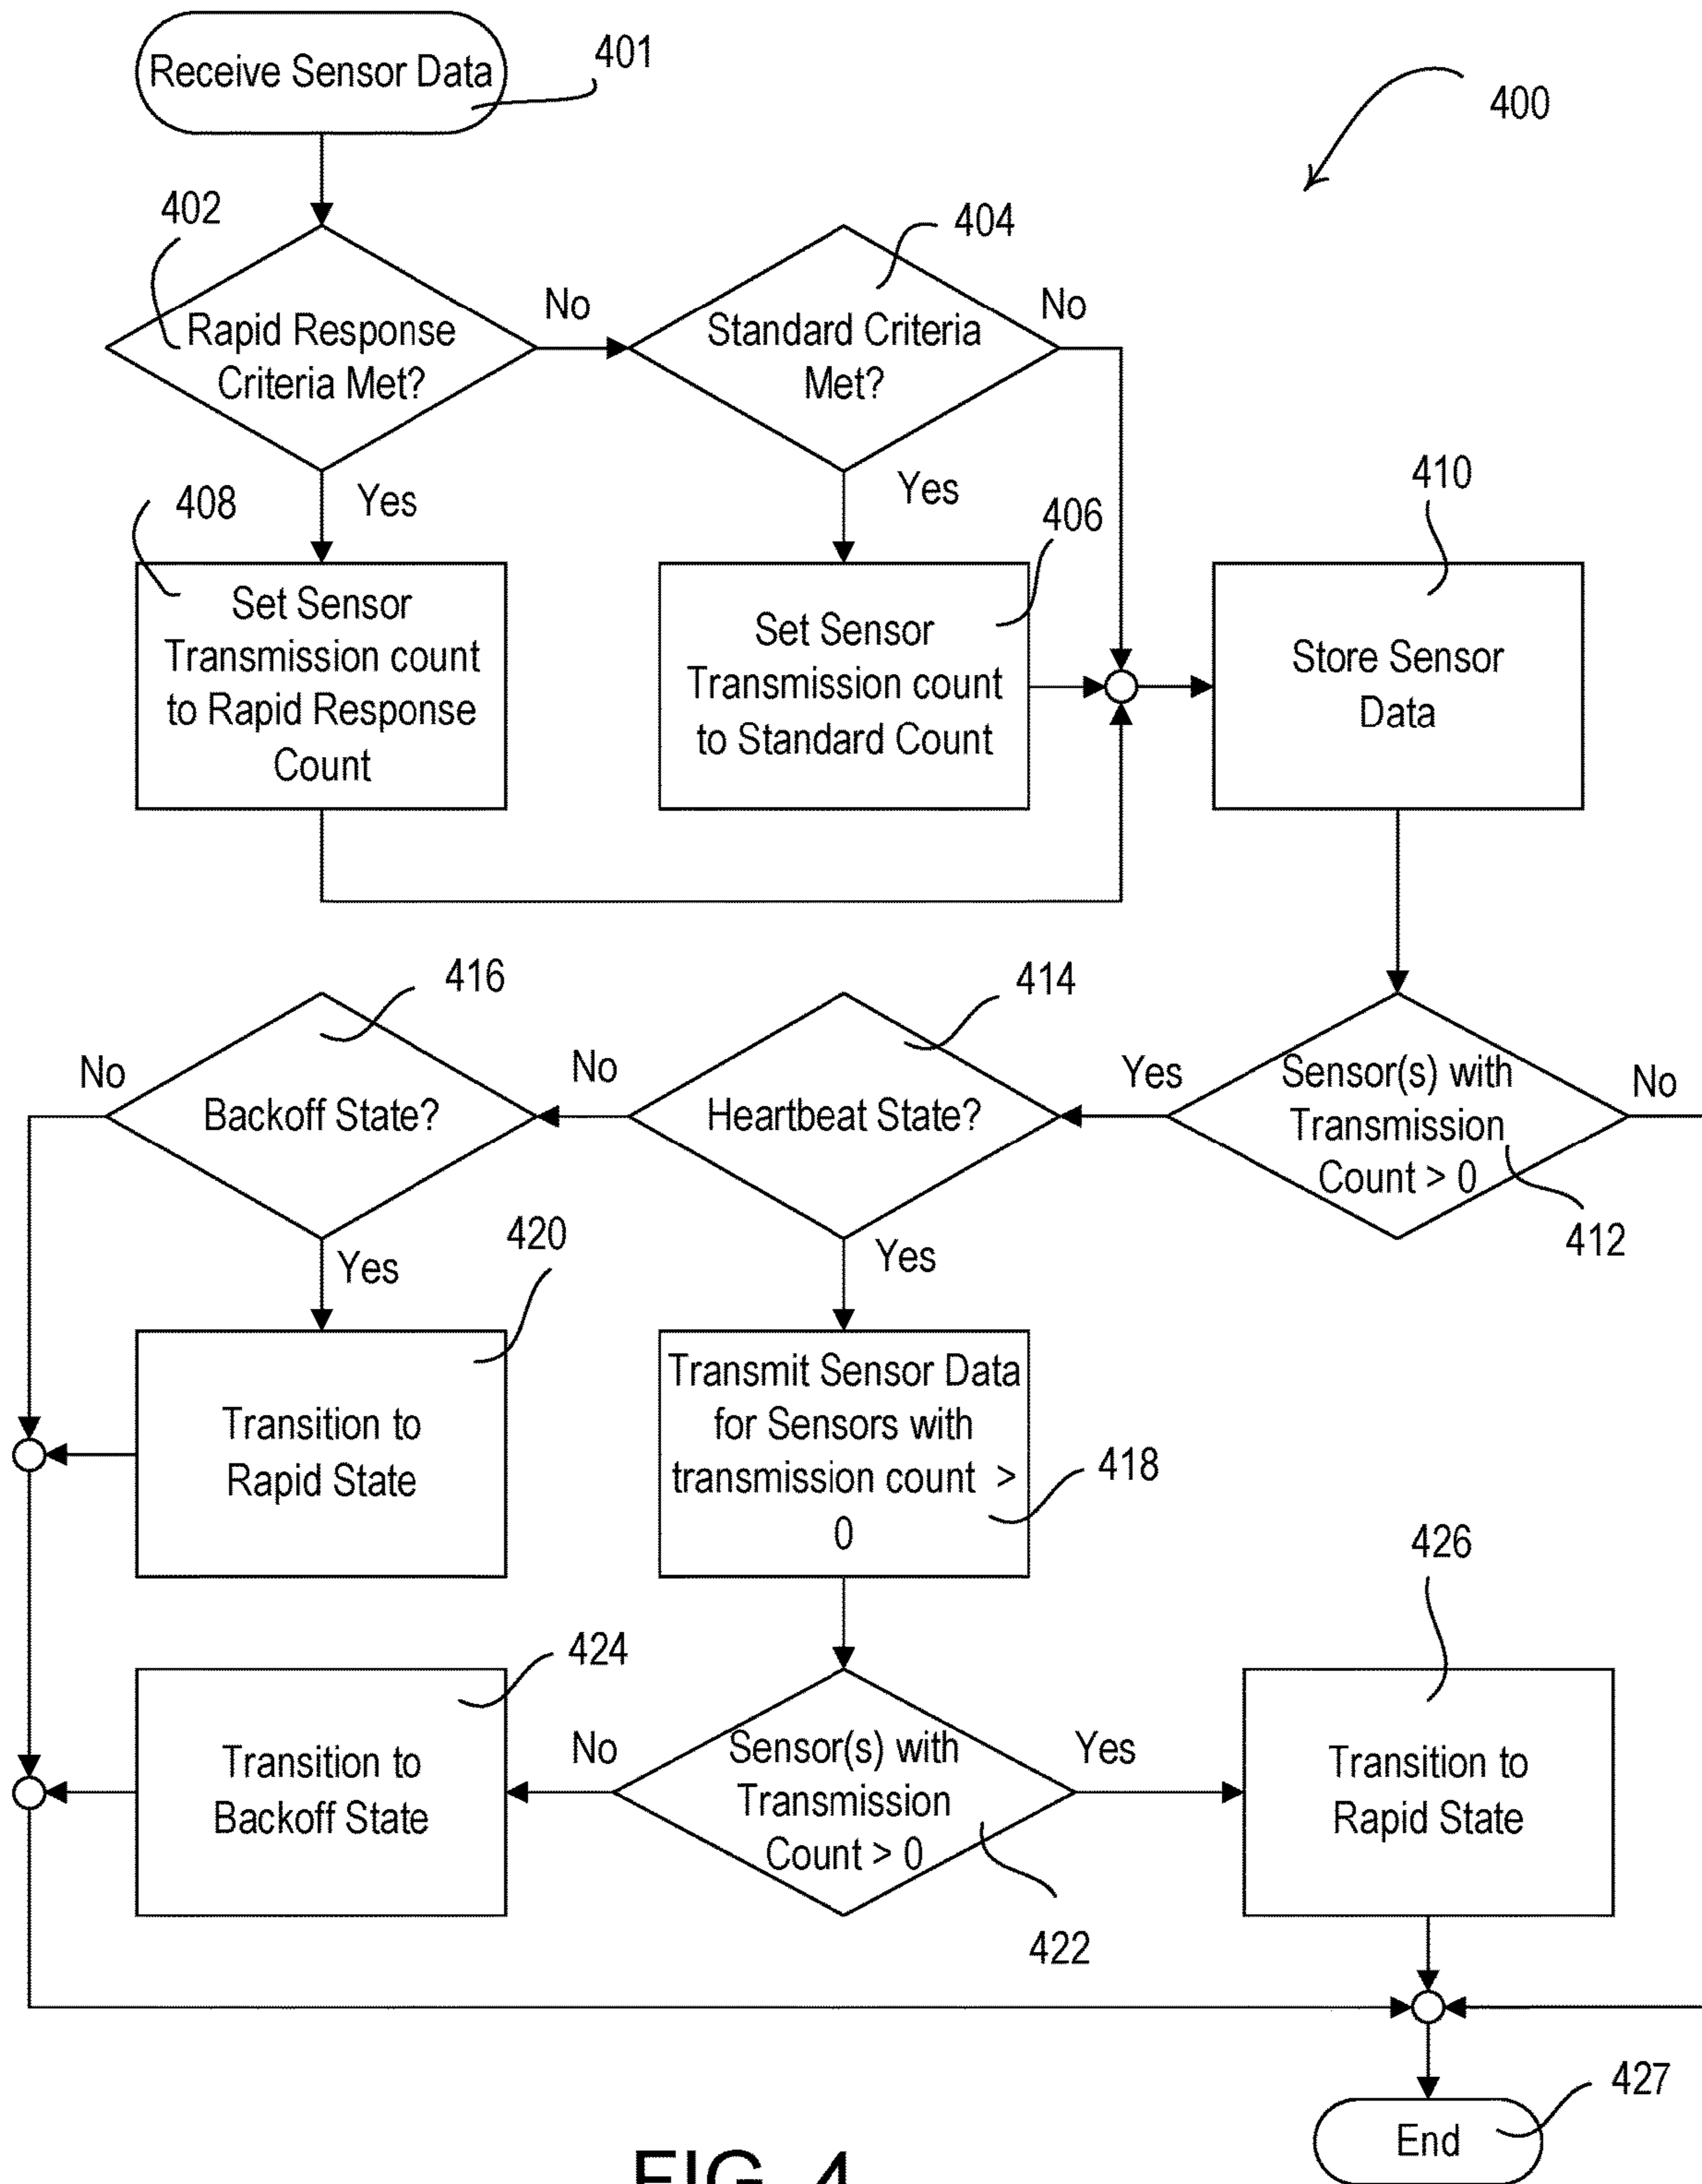 Receive Sensor Data
401
400
402
404
Rapid Response
Criteria Met?
No
Standard Criteria
Met?
No
Yes
Yes
408
406
410
Set Sensor
Transmission count
to Rapid Response
Count
Set Sensor
Transmission count
to Standard Count
Store Sensor
Data
416
414
No
Backoff State?
No
Heartbeat State?
Yes
Sensor(s) with
Transmission
Count > 0
No
412
Yes
420
Yes
Transition to
Rapid State
Transmit Sensor Data
for Sensors with
transmission count >
0
418
426
424
Transition to
Backoff State
No
Sensor(s) with
Transmission
Count > 0
Yes
Transition to
Rapid State
422
427
End
FIG. 4